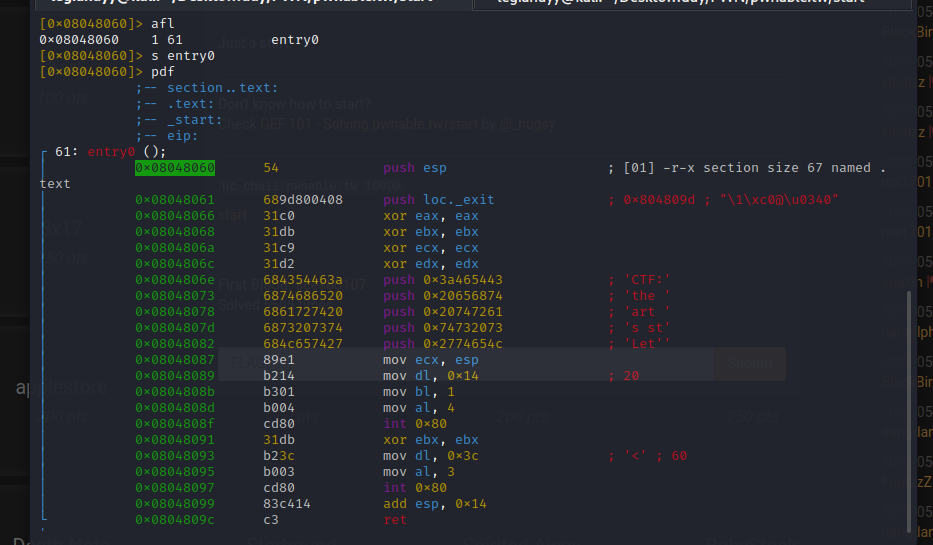 [0×08048060]> afl
0×08048060    1 61           entry0
[0×08048060]> s entry0
[0×08048060]> pdf
;-- section..text:
;-- .text:
;-- _start:
;-- eip:
61: entry0 ();
0×08048060      54             push esp                    ; [01] -r-x section size 67 named .
text
0×08048061      689d800408     push loc._exit              ; 0×804809d ; "\1\xc0@\u0340"
0×08048066      31c0           xor eax, eax
0×08048068      31db           xor ebx, ebx
0×0804806a      31c9           xor ecx, ecx
0×0804806c      31d2           xor edx, edx
0×0804806e      684354463a     push 0×3a465443             ; 'CTF:'
0×08048073      6874686520     push 0×20656874             ; 'the '
0×08048078      6861727420     push 0×20747261             ; 'art '
0×0804807d      6873207374     push 0×74732073             ; 's st'
0×08048082      684c657427     push 0×2774654c             ; 'Let''
0×08048087      89e1           mov ecx, esp
0×08048089      b214           mov dl, 0×14                ; 20
0×0804808b      b301           mov bl, 1
0×0804808d      b004           mov al, 4
0×0804808f      cd80           int 0×80
0×08048091      31db           xor ebx, ebx
0×08048093      b23c           mov dl, 0×3c                ; '<' ; 60
0×08048095      b003           mov al, 3
0×08048097      cd80           int 0×80
0×08048099      83c414         add esp, 0×14
0×0804809c      c3             ret